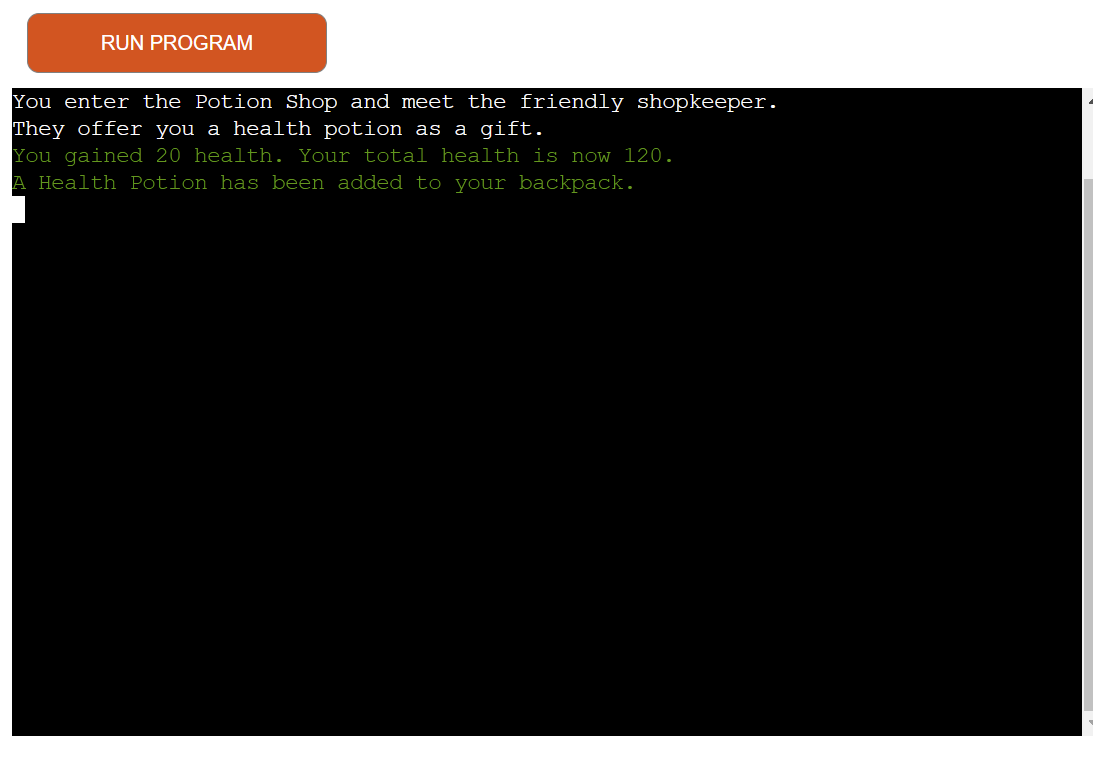 RUN PROGRAM
You enter the Potion Shop and meet the friendly shopkeeper.
They offer you a health potion as a gift.
You gained 20 health. Your total health is now 120.
A Health Potion has been added to your backpack.